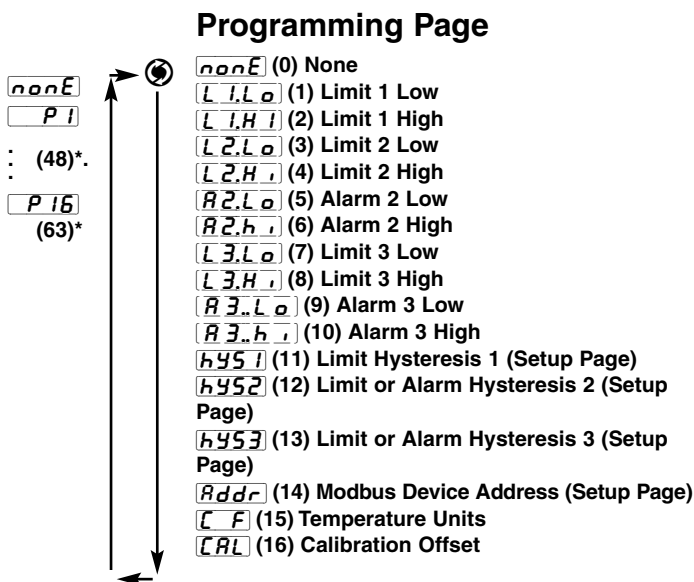 Programming Page
nonE
P1
: (48)*.
P16
(63)*
nonE (0) None
L1.Lo (1) Limit 1 Low
L1.HI (2) Limit 1 High
L2.Lo (3) Limit 2 Low
L2.Hi (4) Limit 2 High
A2.Lo (5) Alarm 2 Low
A2.hi (6) Alarm 2 High
L3.Lo (7) Limit 3 Low
L3.Hi (8) Limit 3 High
A3..Lo (9) Alarm 3 Low
A3..hi (10) Alarm 3 High
hyS1 (11) Limit Hysteresis 1 (Setup Page)
hyS2 (12) Limit or Alarm Hysteresis 2 (Setup
Page)
hyS3 (13) Limit or Alarm Hysteresis 3 (Setup
Page)
Addr (14) Modbus Device Address (Setup Page)
C F (15) Temperature Units
CAL (16) Calibration Offset